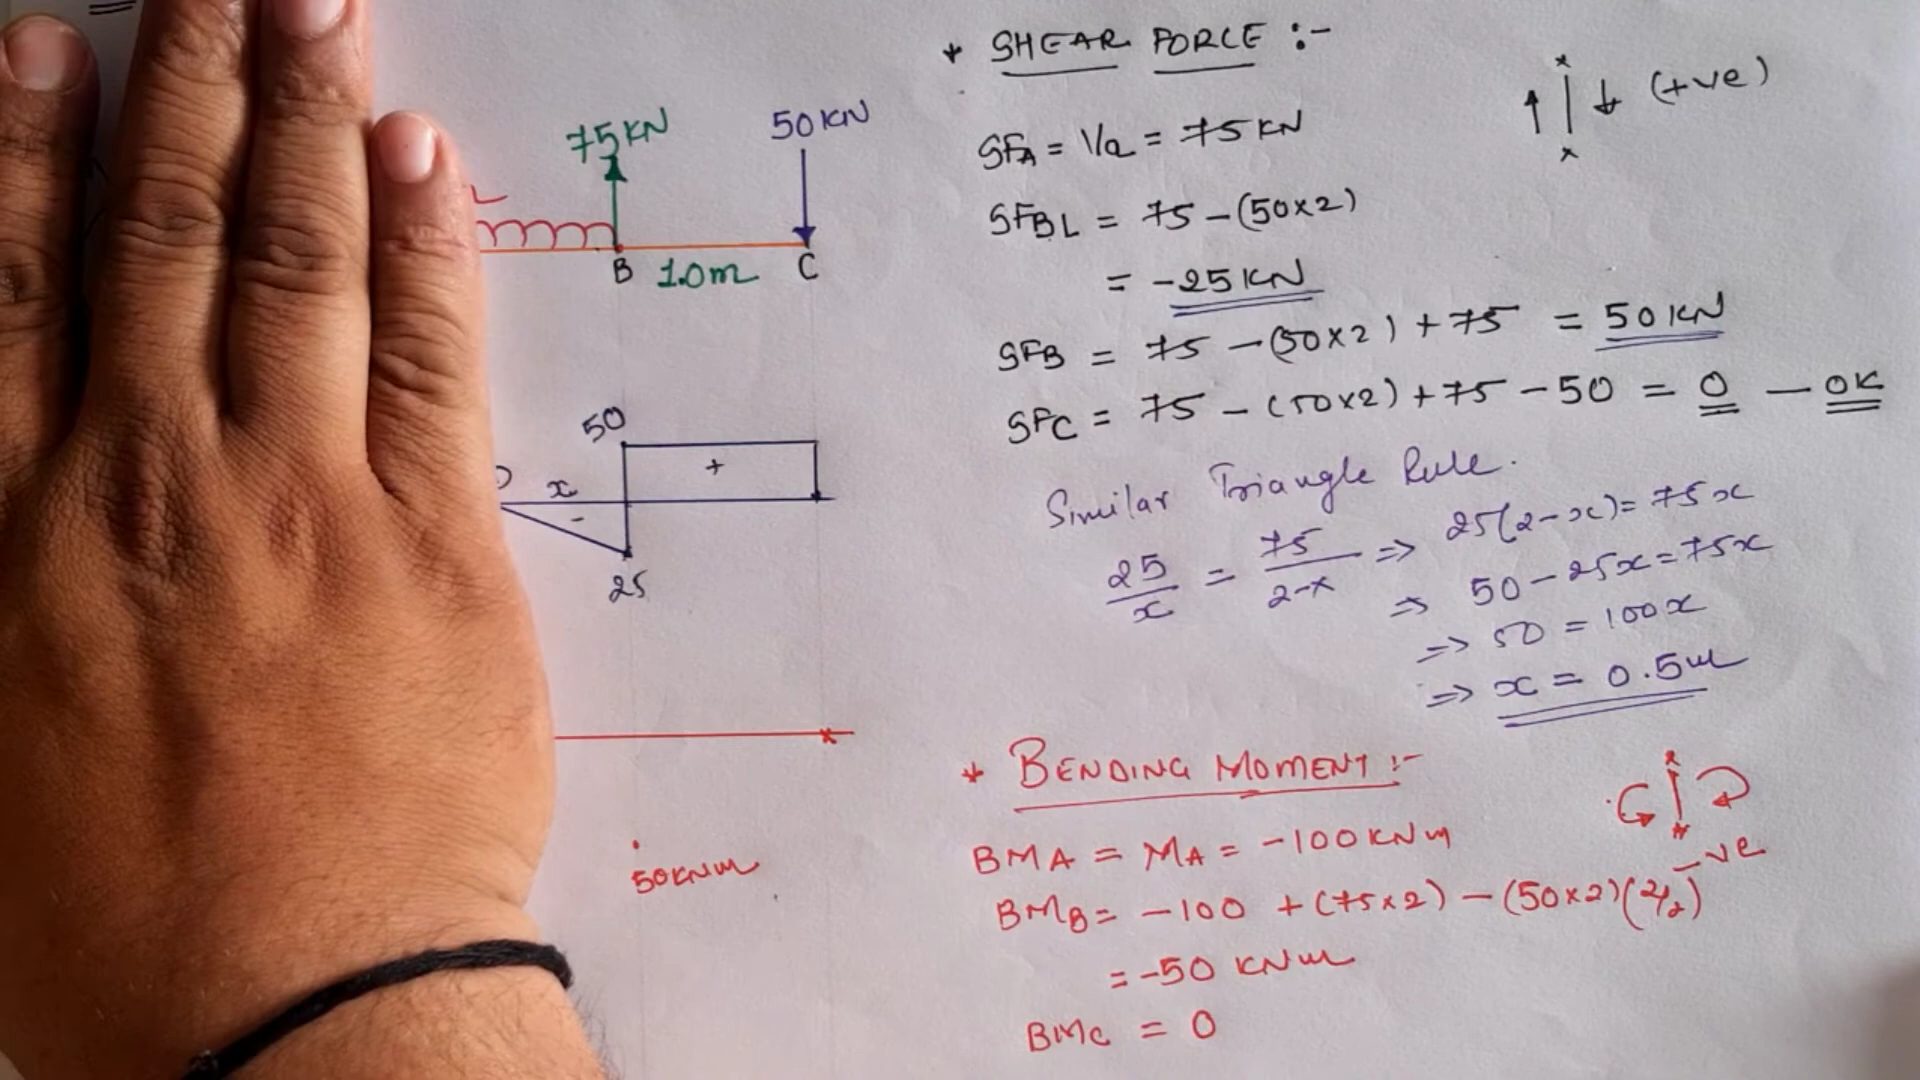 75KN
50KN
B 1.0m C
50
x
+
-
25
50KNm
* SHEAR FORCE :-
(+ve)
SFA = Va = 75KN
SFBL = 75-(50x2)
= -25KN
SFB = 75-(50x2)+75 = 50KN
SFC = 75-(50x2)+75-50 = 0 - OK
Similar Triangle Rule.
25/x = 75/2-x => 25(2-x)=75x
=> 50-25x=75x
=> 50 = 100x
=> x = 0.5m
* BENDING MOMENT :-
-ve
BMA = MA = -100KNm
BMB = -100 +(75x2)-(50x2)(2/2)
= -50 KNm
BMC = 0